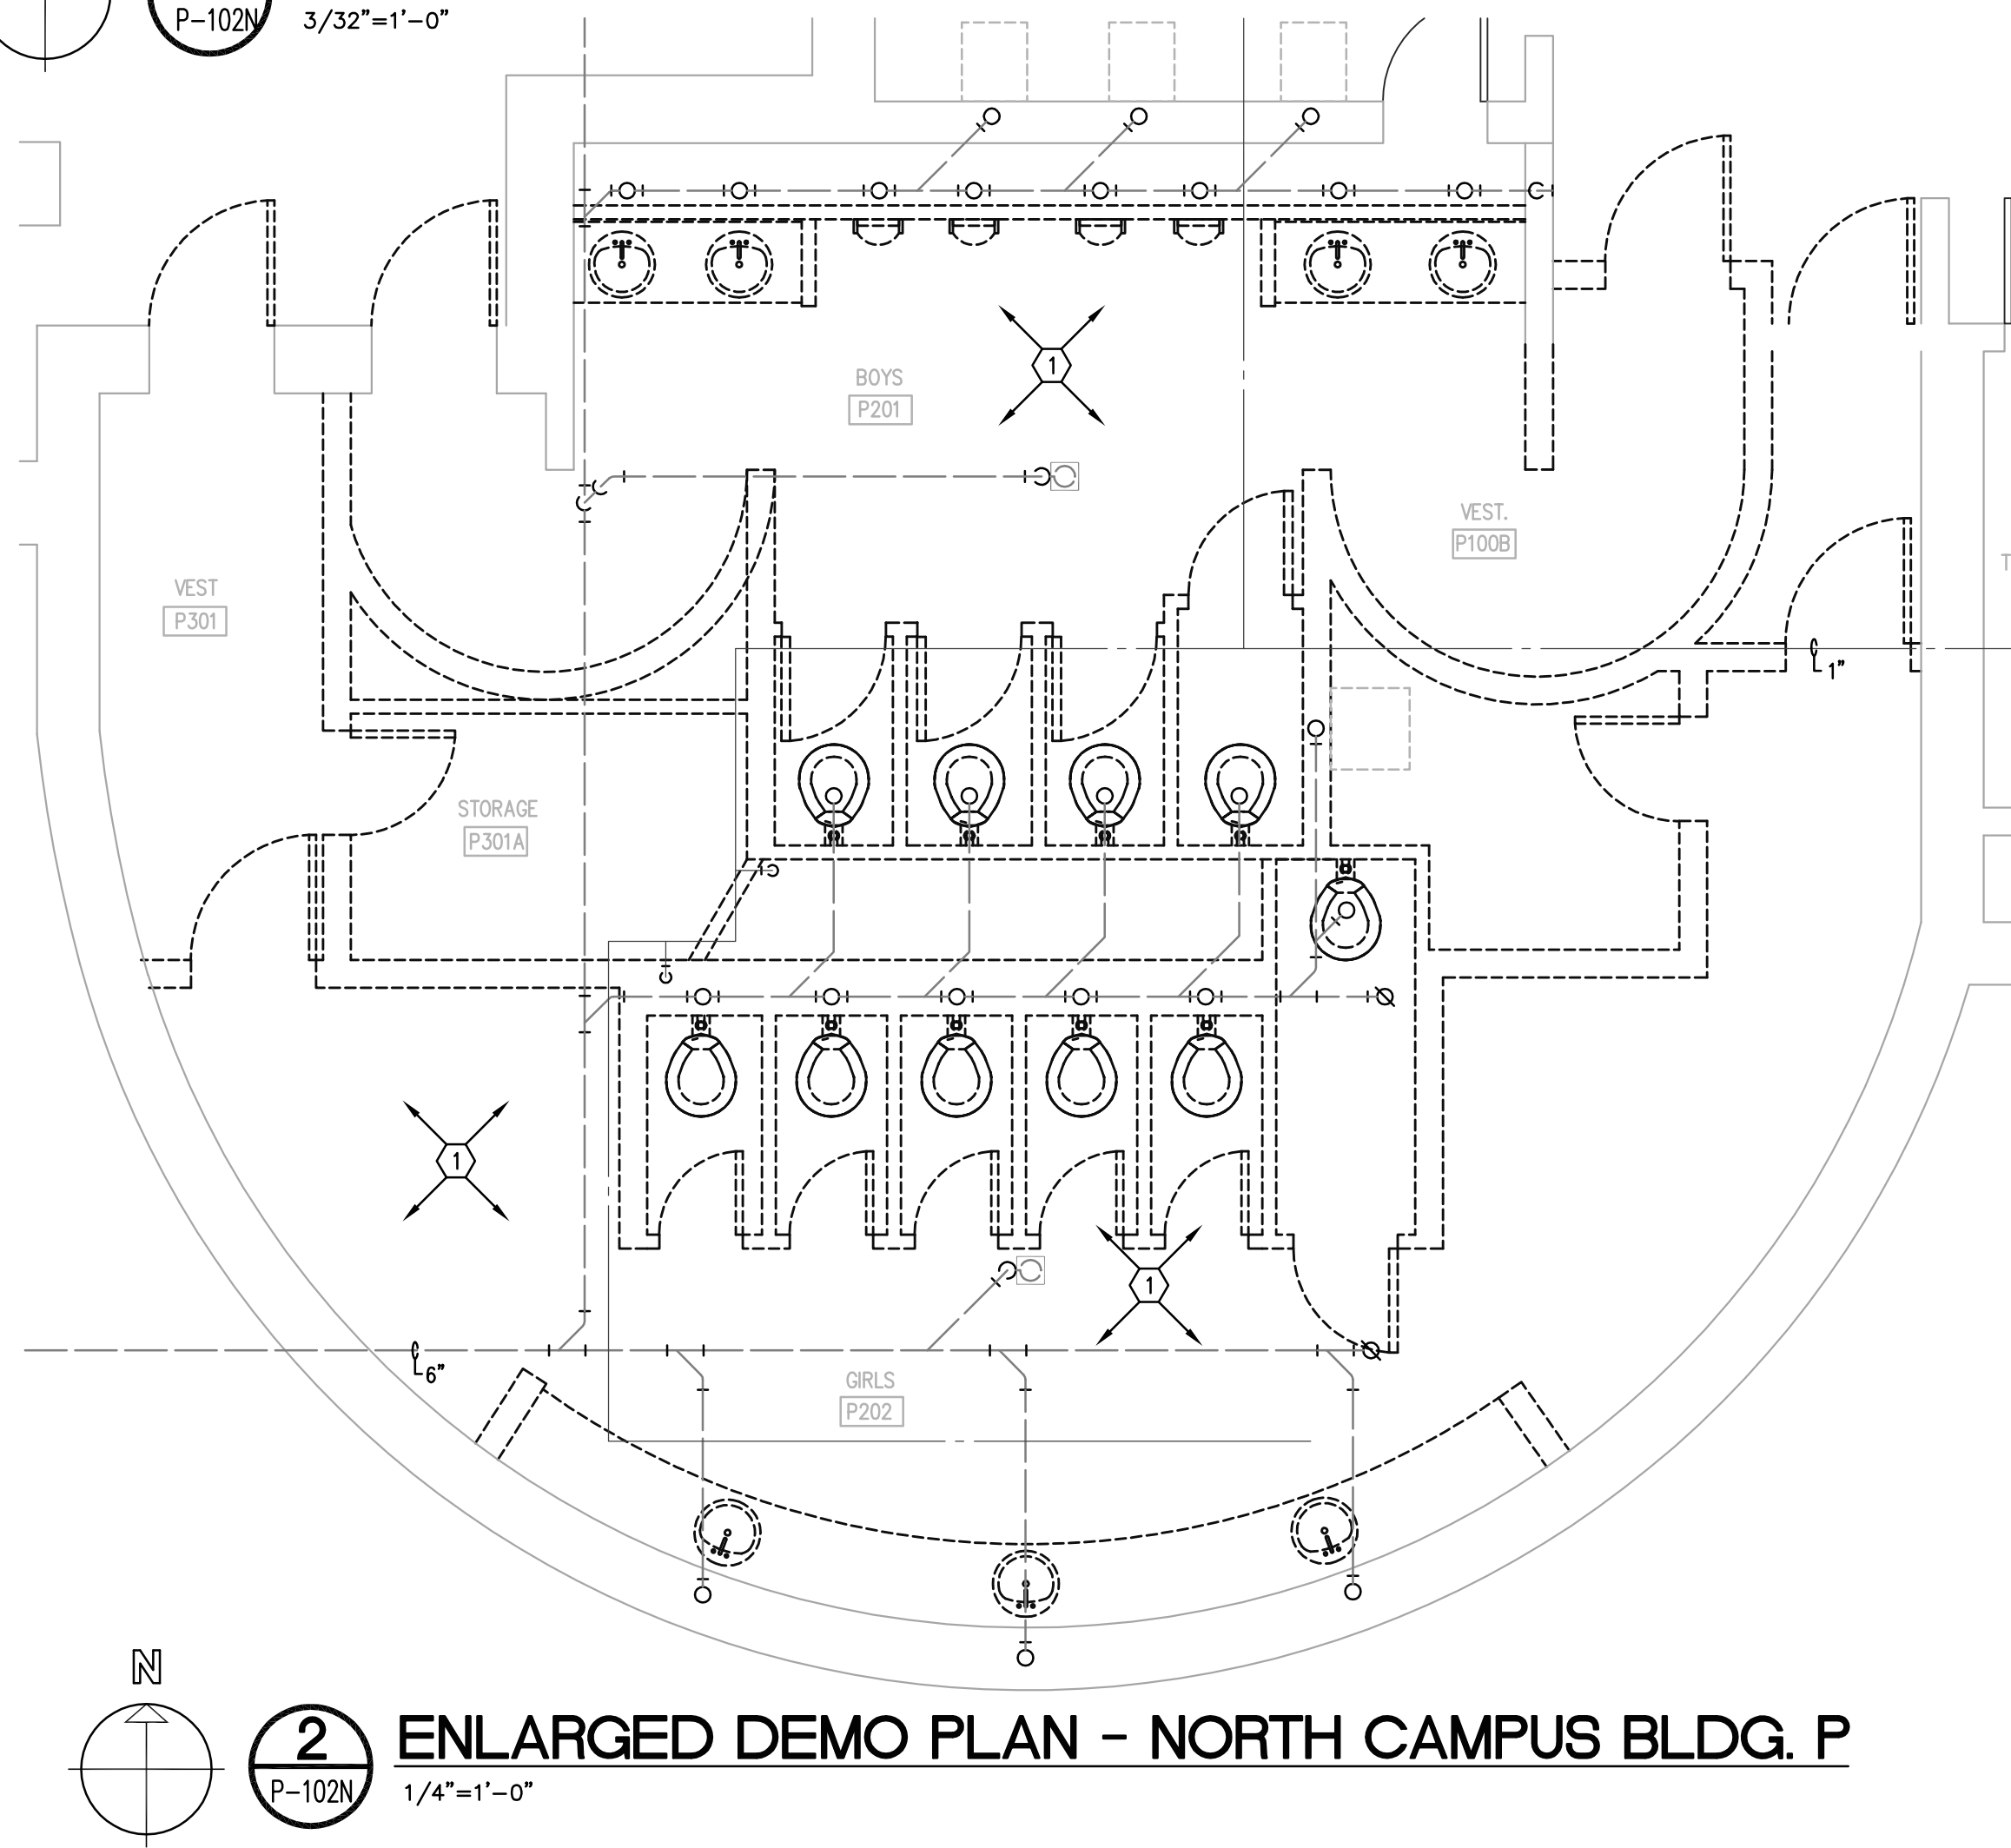 P-102N
3/32"=1'-0"
1
BOYS
P201
VEST.
P100B
VEST
P301
T
1"
STORAGE
P301A
1
1
6"
GIRLS
P202
N
2
P-102N
ENLARGED DEMO PLAN - NORTH CAMPUS BLDG. P
1/4"=1'-0"